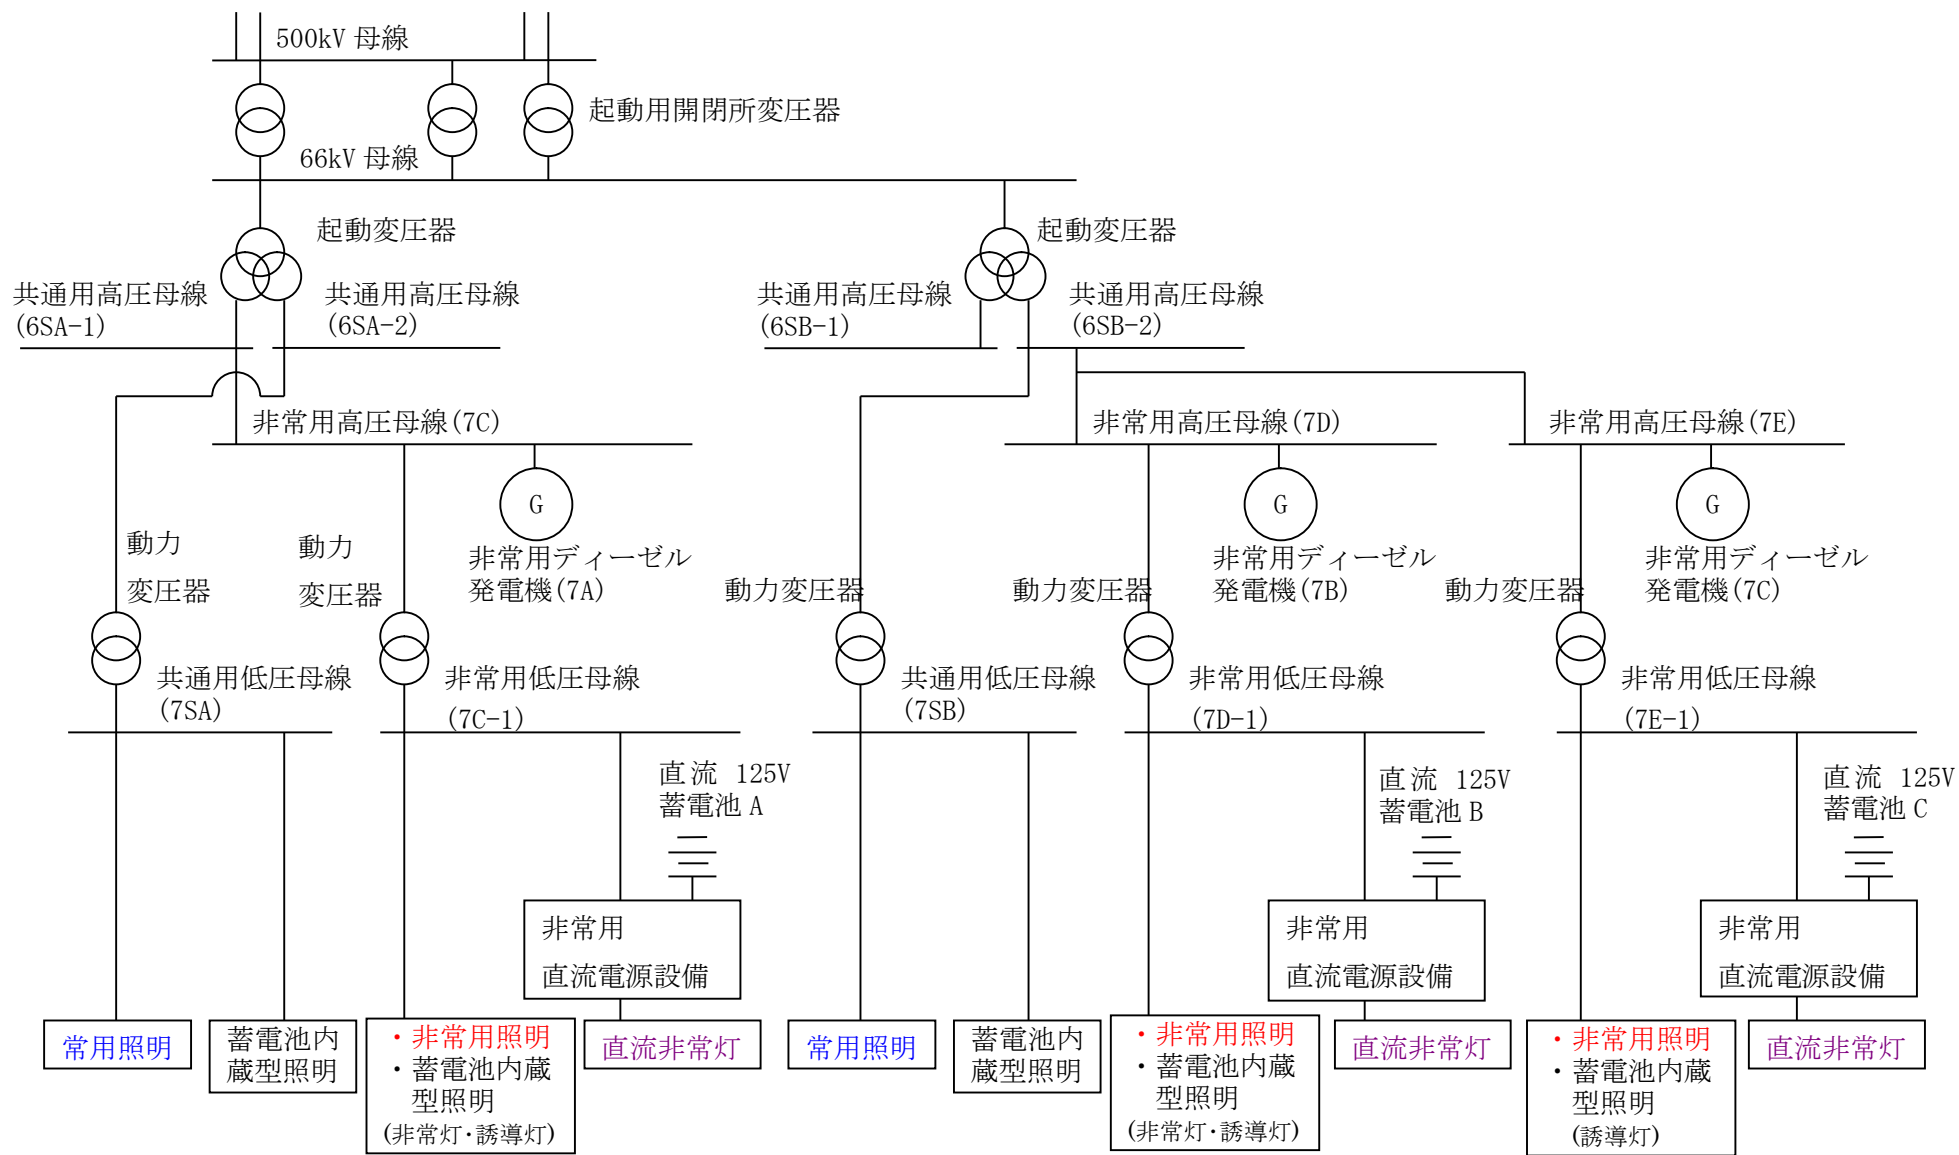 500kV 母線
起動用開閉所変圧器
66kV 母線
起動変圧器
起動変圧器
共通用高圧母線
(6SA-1)
共通用高圧母線
(6SA-2)
共通用高圧母線
(6SB-1)
共通用高圧母線
(6SB-2)
非常用高圧母線(7C)
非常用高圧母線(7D)
非常用高圧母線(7E)
G
G
G
非常用ディーゼル
発電機(7A)
非常用ディーゼル
発電機(7B)
非常用ディーゼル
発電機(7C)
動力
変圧器
動力
変圧器
動力変圧器
動力変圧器
動力変圧器
共通用低圧母線
(7SA)
非常用低圧母線
(7C-1)
共通用低圧母線
(7SB)
非常用低圧母線
(7D-1)
非常用低圧母線
(7E-1)
直流 125V
蓄電池 A
直流 125V
蓄電池 B
直流 125V
蓄電池 C
非常用
直流電源設備
非常用
直流電源設備
非常用
直流電源設備
常用照明
蓄電池内
蔵型照明
・非常用照明
・蓄電池内蔵
型照明
(非常灯・誘導灯)
直流非常灯
常用照明
蓄電池内
蔵型照明
・非常用照明
・蓄電池内蔵
型照明
(非常灯・誘導灯)
直流非常灯
・非常用照明
・蓄電池内蔵
型照明
(誘導灯)
直流非常灯